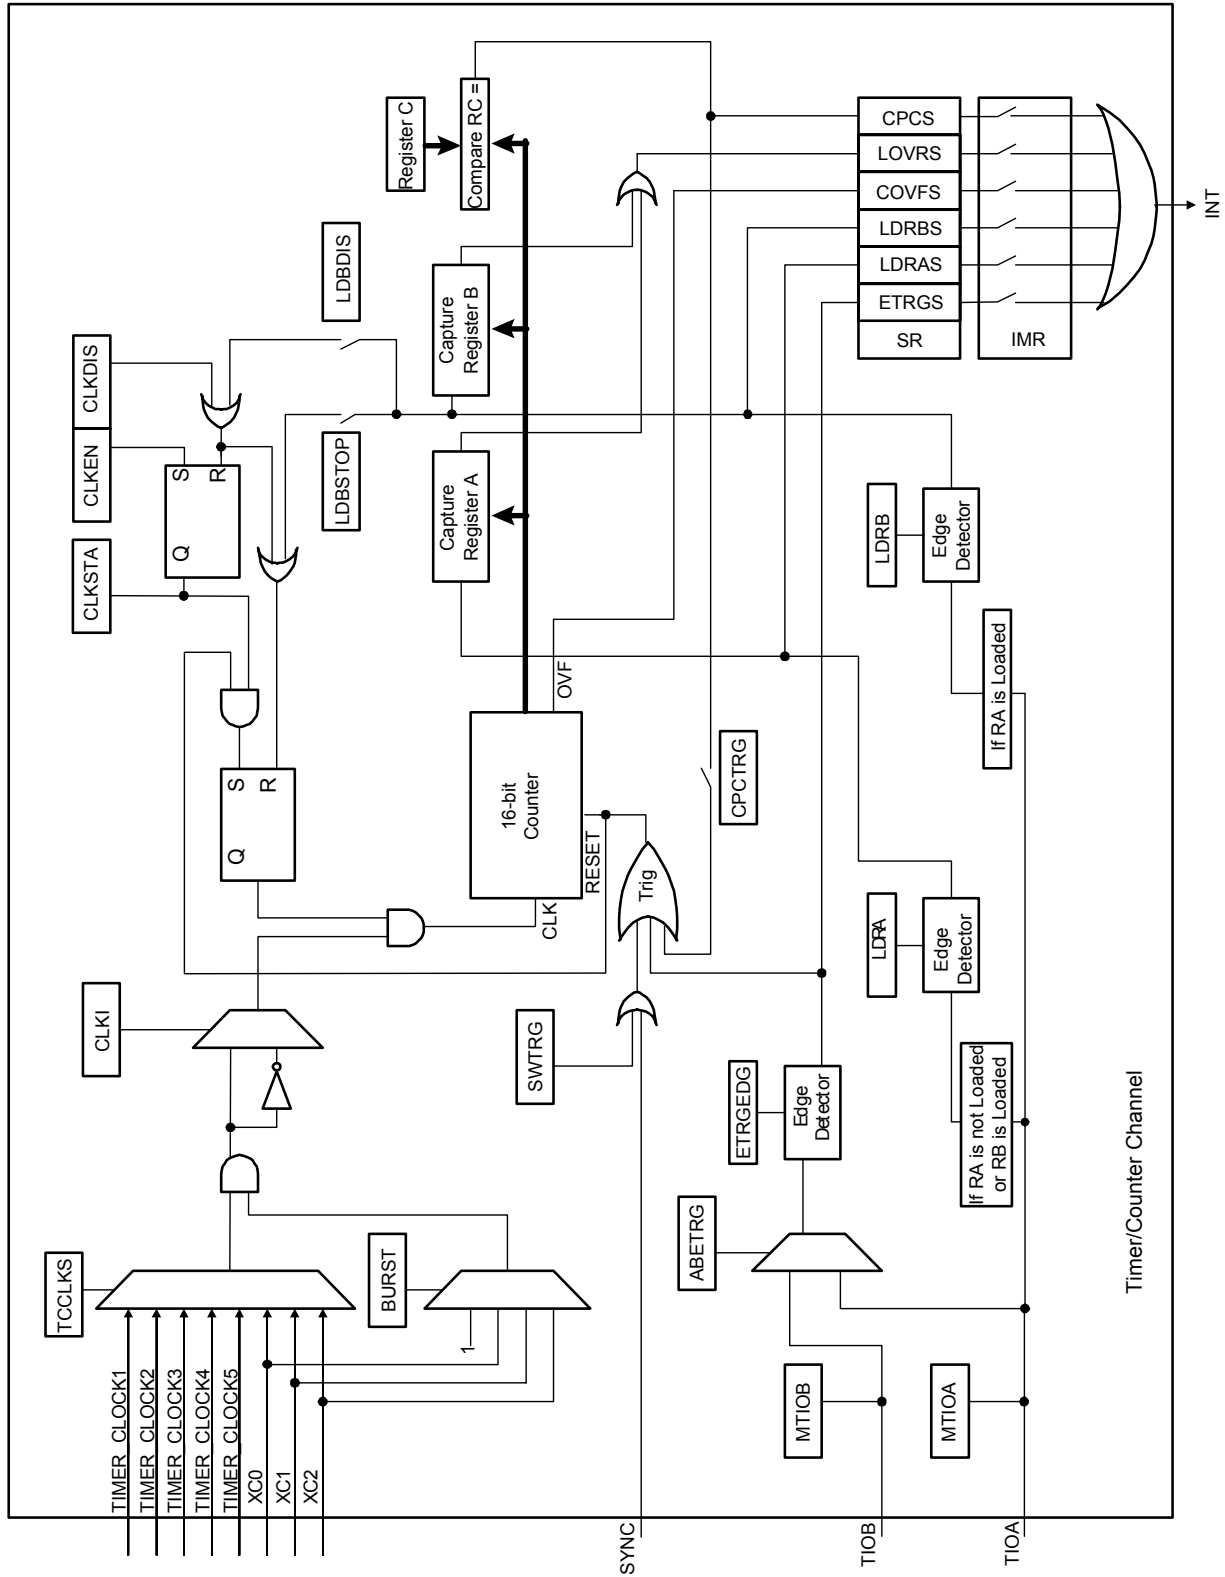 TCCLKS
TIMER_CLOCK1
TIMER_CLOCK2
TIMER_CLOCK3
TIMER_CLOCK4
TIMER_CLOCK5
XC0
XC1
XC2
CLKI
BURST
1
CLKSTA
CLKEN
CLKDIS
Q
S
R
Q
S
R
LDBSTOP
LDBDIS
Register C
Compare RC =
Capture
Register A
Capture
Register B
16-bit
Counter
CLK
RESET
OVF
SWTRG
SYNC
Trig
CPCTRG
ABETRG
ETRGEDG
Edge
Detector
MTIOB
TIOB
MTIOA
TIOA
LDRA
Edge
Detector
If RA is not Loaded
or RB is Loaded
LDRB
Edge
Detector
If RA is Loaded
CPCS
LOVRS
COVFS
LDRBS
LDRAS
ETRGS
SR
IMR
INT
Timer/Counter Channel